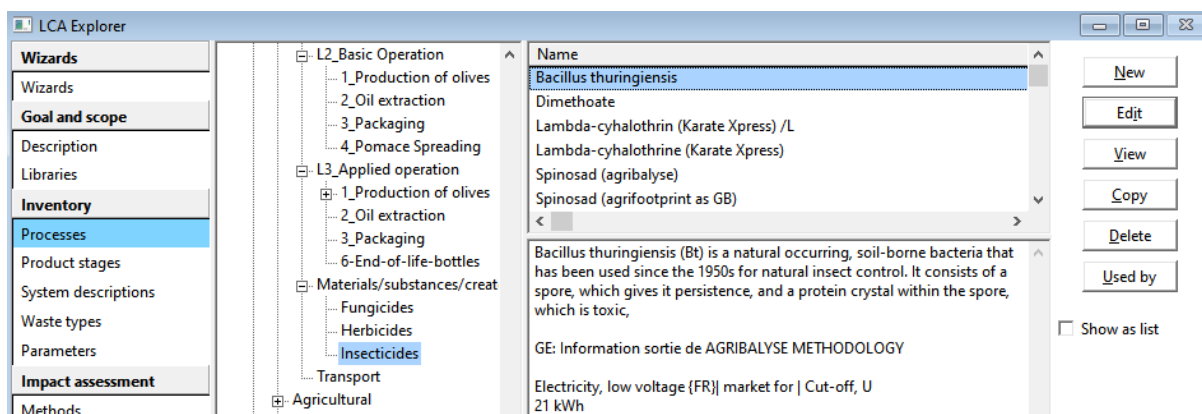 LCA Explorer
Wizards
Wizards
Goal and scope
Description
Libraries
Inventory
Processes
Product stages
System descriptions
Waste types
Parameters
Impact assessment
Methods
L2_Basic Operation
1_Production of olives
2_Oil extraction
3_Packaging
4_Pomace Spreading
L3_Applied operation
1_Production of olives
2_Oil extraction
3_Packaging
6-End-of-life-bottles
Materials/substances/creat
Fungicides
Herbicides
Insecticides
Transport
Agricultural
Name
Bacillus thuringiensis
Dimethoate
Lambda-cyhalothrin (Karate Xpress) /L
Lambda-cyhalothrine (Karate Xpress)
Spinosad (agribalyse)
Spinosad (agrifootprint as GB)
Bacillus thuringiensis (Bt) is a natural occurring, soil-borne bacteria that
has been used since the 1950s for natural insect control. It consists of a
spore, which gives it persistence, and a protein crystal within the spore,
which is toxic,
GE: Information sortie de AGRIBALYSE METHODOLOGY
Electricity, low voltage {FR}| market for | Cut-off, U
21 kWh
New
Edit
View
Copy
Delete
Used by
Show as list